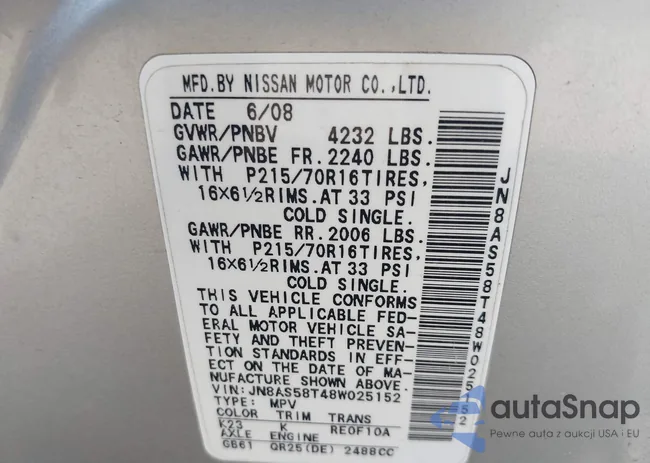 MFD.BY NISSAN MOTOR CO.,LTD.
DATE 6/08
GVWR/PNBV 4232 LBS.
GAWR/PNBE FR. 2240 LBS.
WITH P215/70R16TIRES,
16X6½RIMS.AT 33 PSI
COLD SINGLE.
GAWR/PNBE RR. 2006 LBS.
WITH P215/70R16TIRES,
16X6½RIMS.AT 33 PSI
COLD SINGLE.
THIS VEHICLE CONFORMS
TO ALL APPLICABLE FED-
ERAL MOTOR VEHICLE SA-
FETY AND THEFT PREVEN-
TION STANDARDS IN EFF-
ECT ON THE DATE OF MA-
NUFACTURE SHOWN ABOVE.
VIN:JN8AS58T48W025152
TYPE: MPV
COLOR TRIM TRANS
K23 K RE0F10A
AXLE ENGINE
GB61 QR25(DE) 2488CC
JN8AS58T48W025152
autoSnap
Pewne auta z aukcji USA i EU